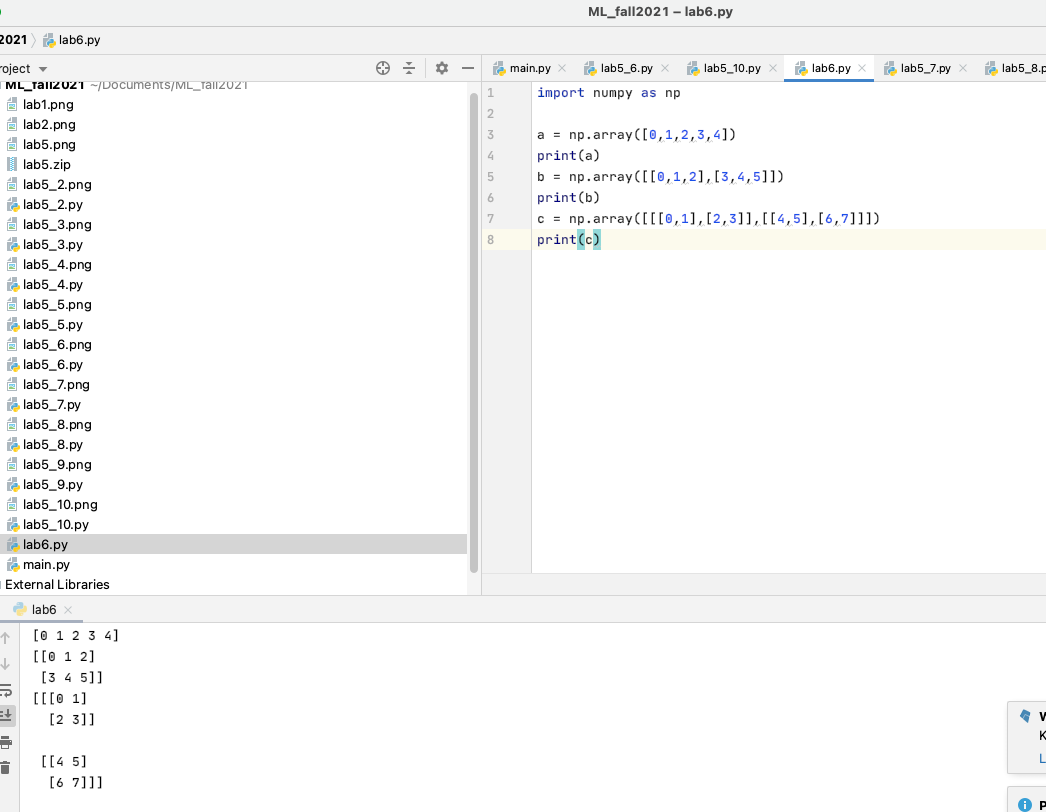 ML_fall2021 – lab6.py
2021 lab6.py
roject
main.py lab5_6.py lab5_10.py lab6.py lab5_7.py lab5_8.p
ML_fall2021 ~/Documents/ML_fall2021
lab1.png
lab2.png
lab5.png
lab5.zip
lab5_2.png
lab5_2.py
lab5_3.png
lab5_3.py
lab5_4.png
lab5_4.py
lab5_5.png
lab5_5.py
lab5_6.png
lab5_6.py
lab5_7.png
lab5_7.py
lab5_8.png
lab5_8.py
lab5_9.png
lab5_9.py
lab5_10.png
lab5_10.py
lab6.py
main.py
External Libraries
1 import numpy as np
2
3 a = np.array([0,1,2,3,4])
4 print(a)
5 b = np.array([[0,1,2],[3,4,5]])
6 print(b)
7 c = np.array([[[0,1],[2,3]],[[4,5],[6,7]]])
8 print(c)
lab6
[0 1 2 3 4]
[[0 1 2]
 [3 4 5]]
[[[0 1]
  [2 3]]

 [[4 5]
  [6 7]]]